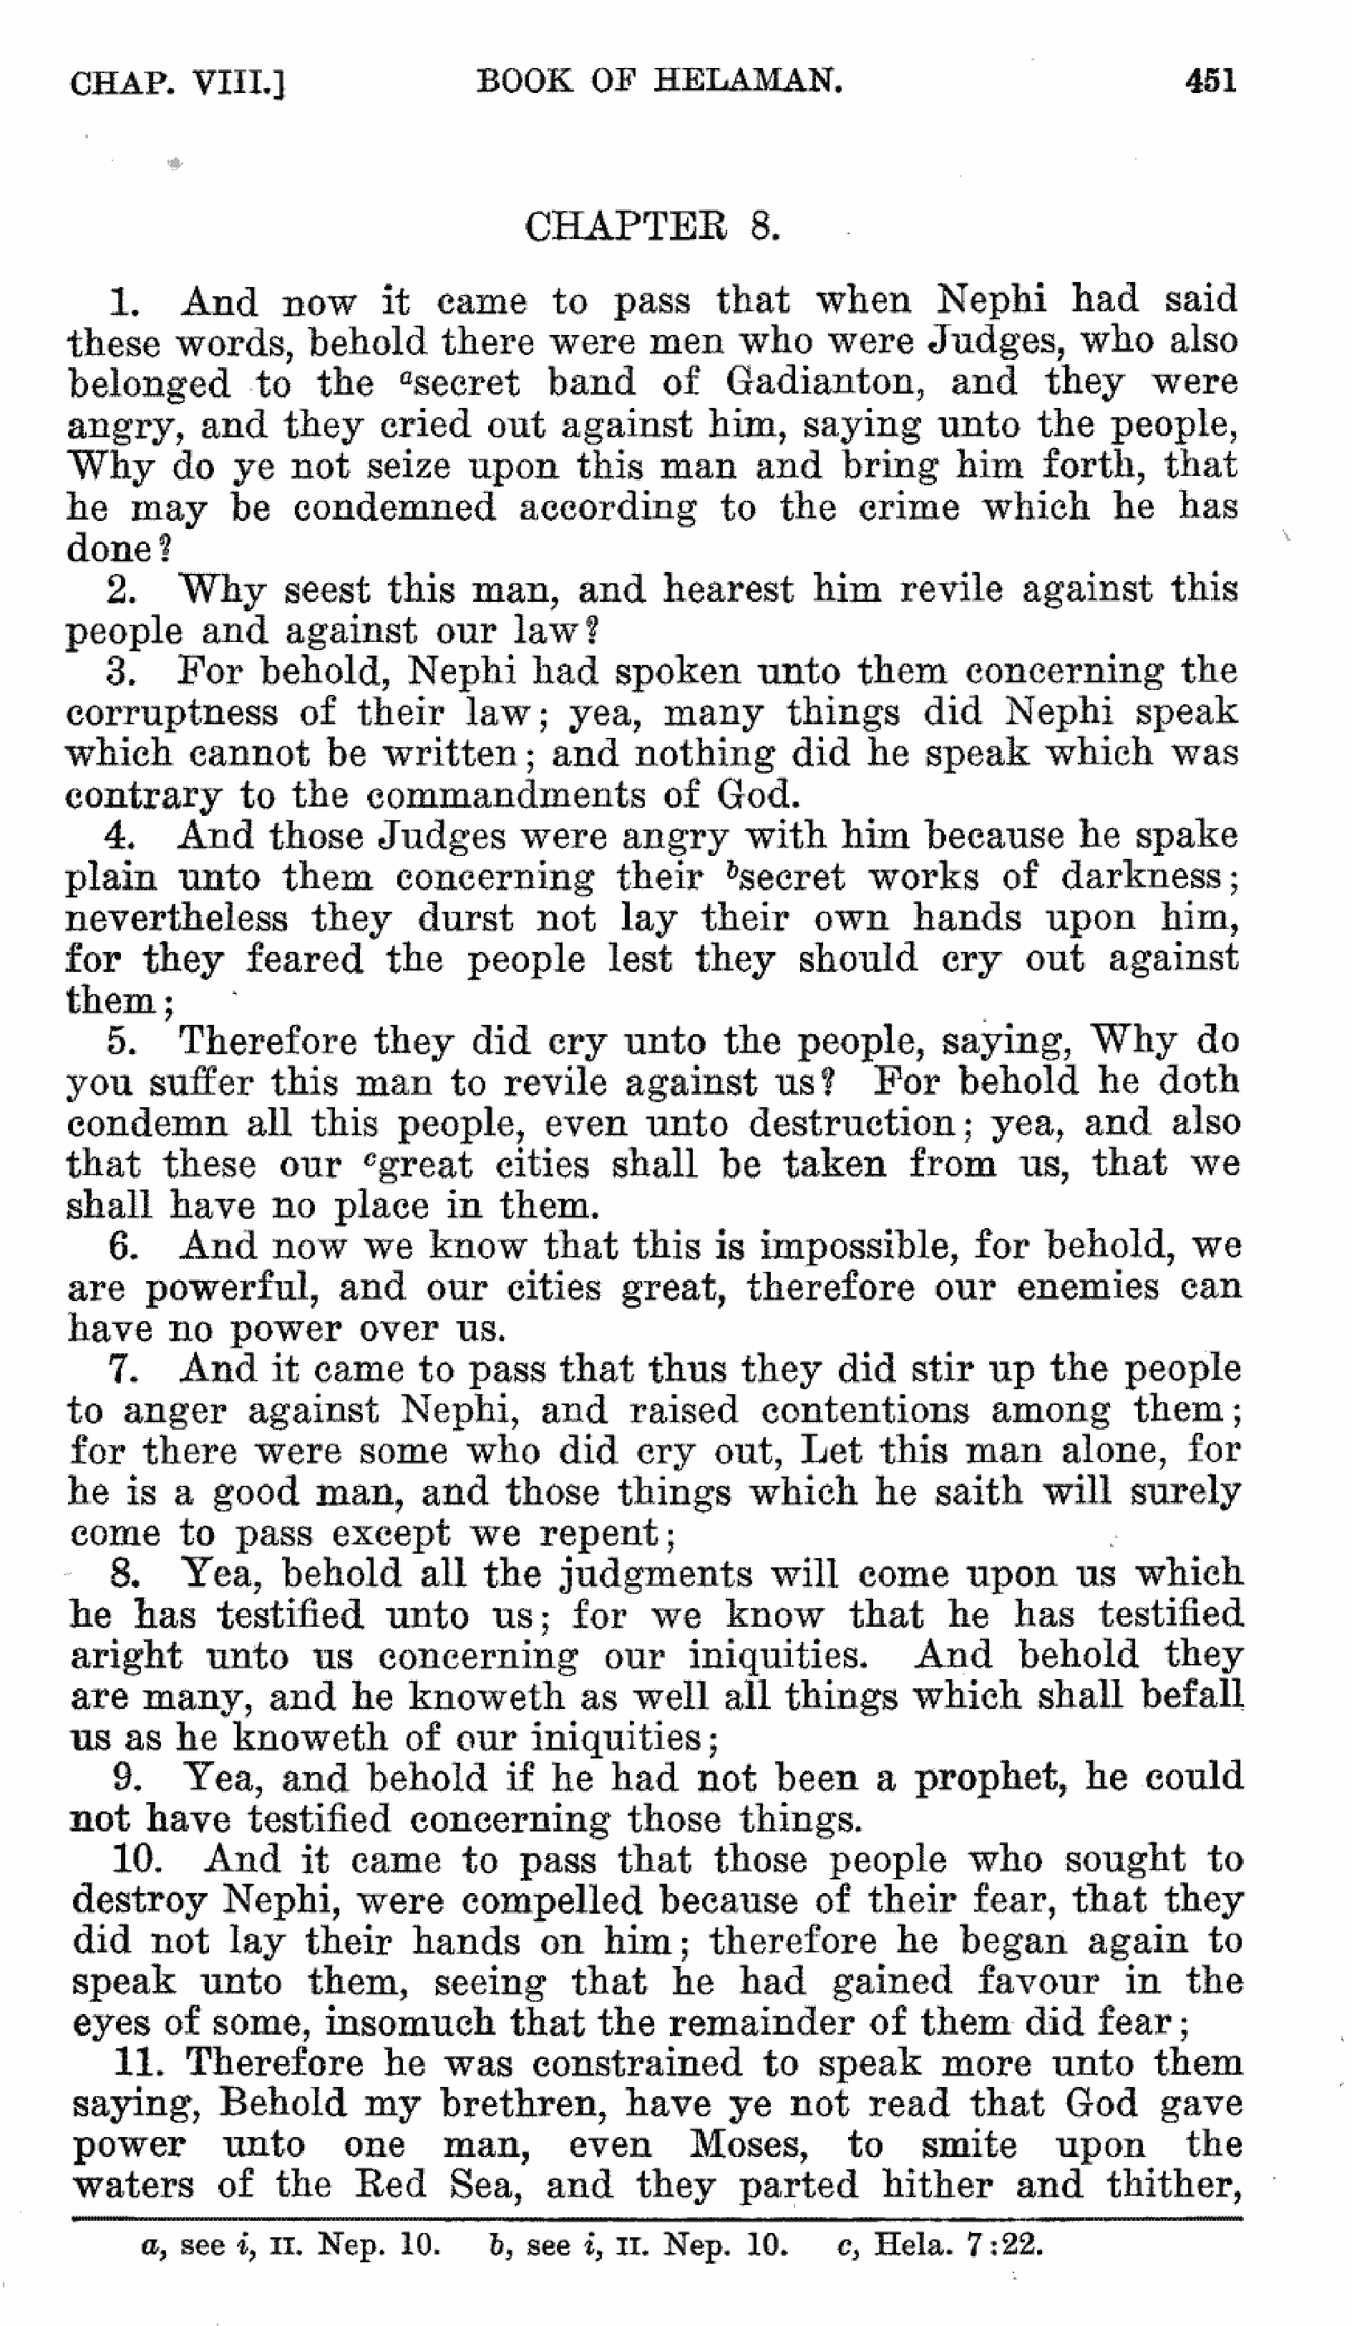 CHAP. VIII.] BOOK OF HELAMAN. 451
CHAPTER 8.
1. And now it came to pass that when Nephi had said
these words, behold there were men who were Judges, who also
belonged to the ᵃsecret band of Gadianton, and they were
angry, and they cried out against him, saying unto the people,
Why do ye not seize upon this man and bring him forth, that
he may be condemned according to the crime which he has
done?
2. Why seest this man, and hearest him revile against this
people and against our law?
3. For behold, Nephi had spoken unto them concerning the
corruptness of their law; yea, many things did Nephi speak
which cannot be written; and nothing did he speak which was
contrary to the commandments of God.
4. And those Judges were angry with him because he spake
plain unto them concerning their ᵇsecret works of darkness;
nevertheless they durst not lay their own hands upon him,
for they feared the people lest they should cry out against
them;
5. Therefore they did cry unto the people, saying, Why do
you suffer this man to revile against us? For behold he doth
condemn all this people, even unto destruction; yea, and also
that these our ᶜgreat cities shall be taken from us, that we
shall have no place in them.
6. And now we know that this is impossible, for behold, we
are powerful, and our cities great, therefore our enemies can
have no power over us.
7. And it came to pass that thus they did stir up the people
to anger against Nephi, and raised contentions among them;
for there were some who did cry out, Let this man alone, for
he is a good man, and those things which he saith will surely
come to pass except we repent;
8. Yea, behold all the judgments will come upon us which
he has testified unto us; for we know that he has testified
aright unto us concerning our iniquities. And behold they
are many, and he knoweth as well all things which shall befall
us as he knoweth of our iniquities;
9. Yea, and behold if he had not been a prophet, he could
not have testified concerning those things.
10. And it came to pass that those people who sought to
destroy Nephi, were compelled because of their fear, that they
did not lay their hands on him; therefore he began again to
speak unto them, seeing that he had gained favour in the
eyes of some, insomuch that the remainder of them did fear;
11. Therefore he was constrained to speak more unto them
saying, Behold my brethren, have ye not read that God gave
power unto one man, even Moses, to smite upon the
waters of the Red Sea, and they parted hither and thither,
a, see i, II. Nep. 10. b, see i, II. Nep. 10. c, Hela. 7:22.